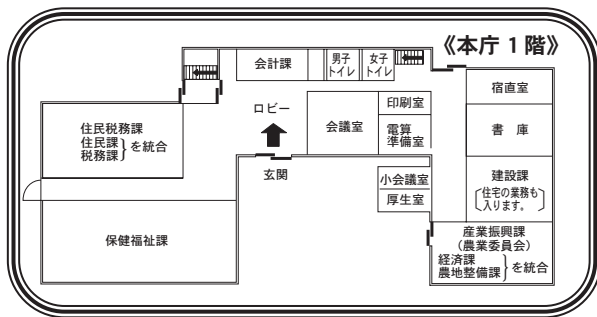 《本庁１階》
会計課
男子
トイレ
女子
トイレ
宿直室
ロビー
会議室
印刷室
電算
準備室
書　庫
住民税務課
住民課
税務課｝を統合
玄関
小会議室
厚生室
建設課
〔住宅の業務も
入ります。〕
保健福祉課
産業振興課
（農業委員会）
経済課
農地整備課｝を統合